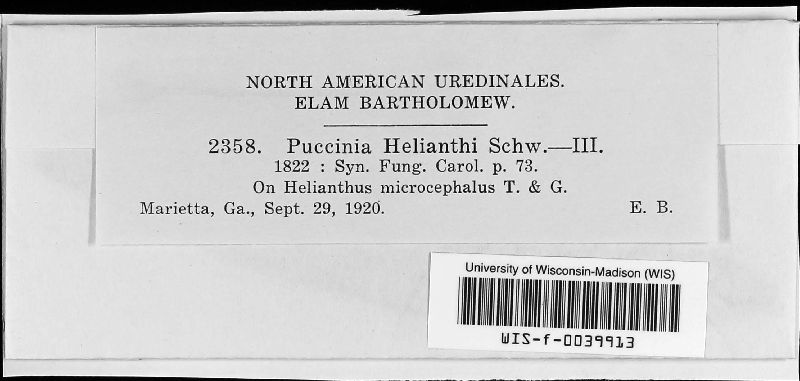 NORTH AMERICAN UREDINALES.
ELAM BARTHOLOMEW.
2358. Puccinia Helianthi Schw.—III.
1822 : Syn. Fung. Carol. p. 73.
On Helianthus microcephalus T. & G.
Marietta, Ga., Sept. 29, 1920. E. B.
University of Wisconsin-Madison (WIS)
WIS-f-0039913